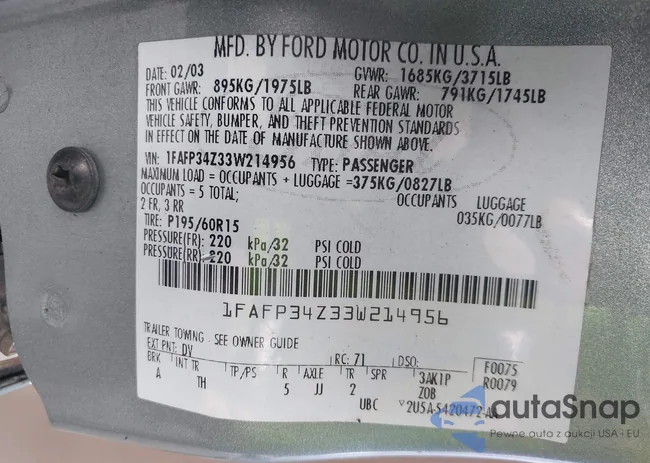 MFD. BY FORD MOTOR CO. IN U.S.A.
DATE: 02/03 GVWR: 1685KG/3715LB
FRONT GAWR: 895KG/1975LB REAR GAWR: 791KG/1745LB
THIS VEHICLE CONFORMS TO ALL APPLICABLE FEDERAL MOTOR
VEHICLE SAFETY, BUMPER, AND THEFT PREVENTION STANDARDS
IN EFFECT ON THE DATE OF MANUFACTURE SHOWN ABOVE.
VIN: 1FAFP34Z33W214956 TYPE: PASSENGER
MAXIMUM LOAD = OCCUPANTS + LUGGAGE =375KG/0827LB
OCCUPANTS = 5 TOTAL; OCCUPANTS LUGGAGE
2 FR, 3 RR 035KG/0077LB
TIRE: P195/60R15
PRESSURE(FR): 220 kPa/32 PSI COLD
PRESSURE(RR): 220 kPa/32 PSI COLD
1FAFP34Z33W214956
TRAILER TOWING - SEE OWNER GUIDE
EXT PNT: DV RC: 71 DSO: F0075
BRK INT TR TP/PS R AXLE TR SPR 3AK1P R0079
A TH 5 JJ 2 Z0B
UBC
autaSnap
Pewne auta z aukcji USA i EU